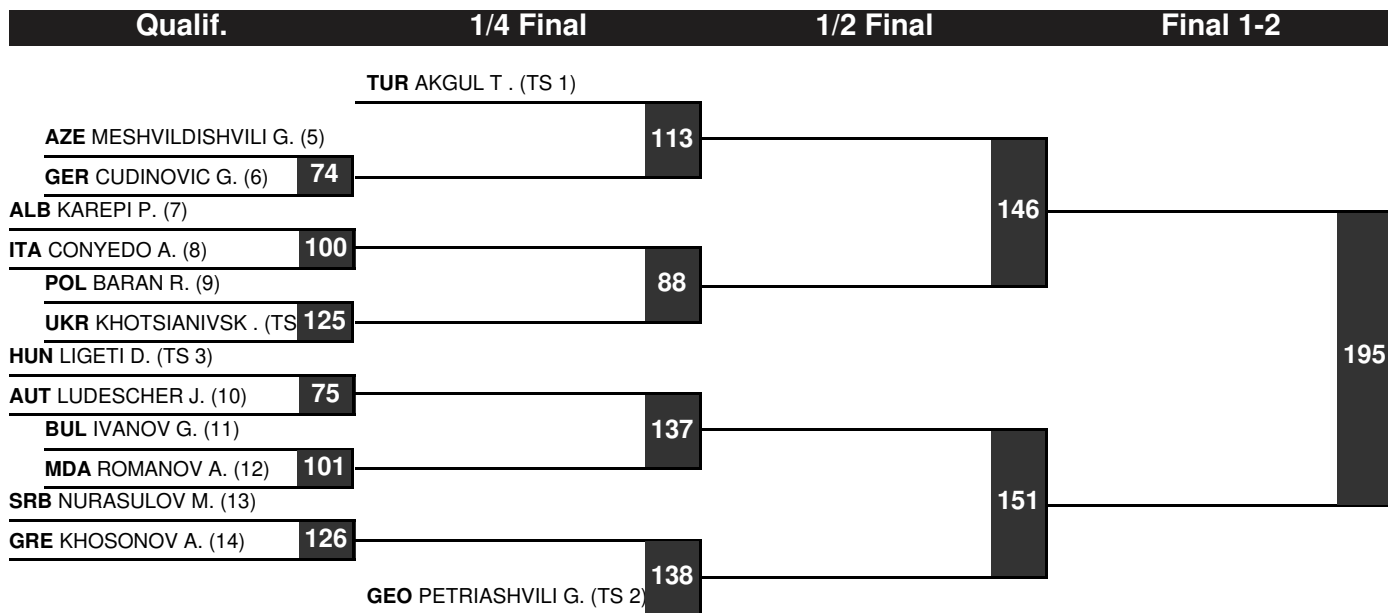 Qualif. 1/4 Final 1/2 Final Final 1-2
TUR AKGUL T . (TS 1)
AZE MESHVILDISHVILI G. (5) 113
GER CUDINOVIC G. (6) 74
ALB KAREPI P. (7) 146
ITA CONYEDO A. (8) 100
POL BARAN R. (9) 88
UKR KHOTSIANIVSK . (TS 125
HUN LIGETI D. (TS 3) 195
AUT LUDESCHER J. (10) 75
BUL IVANOV G. (11) 137
MDA ROMANOV A. (12) 101
SRB NURASULOV M. (13) 151
GRE KHOSONOV A. (14) 126
138
GEO PETRIASHVILI G. (TS 2)